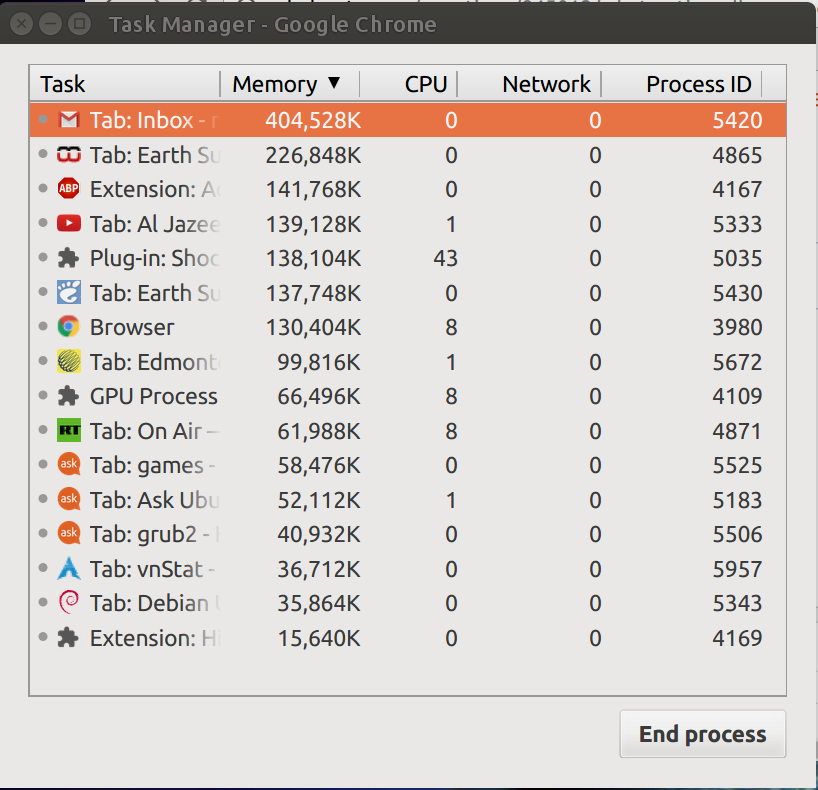 Task Manager - Google Chrome
Task Memory ▼ CPU Network Process ID
Tab: Inbox - 404,528K 0 0 5420
Tab: Earth 226,848K 0 0 4865
ABP Extension: 141,768K 0 0 4167
Tab: Al 139,128K 1 0 5333
Plug-in: 138,104K 43 0 5035
Tab: Earth 137,748K 0 0 5430
Browser 130,404K 8 0 3980
Tab: 99,816K 1 0 5672
GPU Process 66,496K 8 0 4109
RT Tab: On Air — 61,988K 8 0 4871
ask Tab: games - 58,476K 0 0 5525
ask Tab: Ask Ubu 52,112K 1 0 5183
ask Tab: grub2 - 40,932K 0 0 5506
Tab: vnStat - 36,712K 0 0 5957
Tab: Debian 35,864K 0 0 5343
Extension: 15,640K 0 0 4169
End process